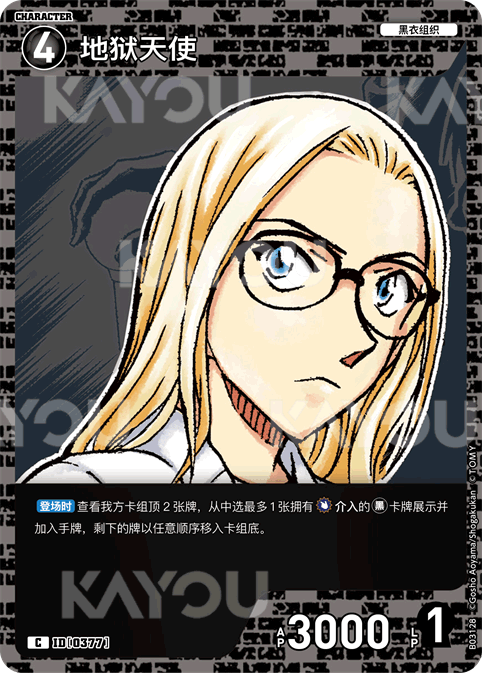 CHARACTER
4 地狱天使
黑衣组织
KAYOU
登场时 查看我方卡组顶2张牌，从中选最多1张拥有 介入的 黑 卡牌展示并
加入手牌，剩下的牌以任意顺序移入卡组底。
KAYOU
C ID[0377]
AP 3000 LP 1
B03128 ©Gosho Aoyama/Shogakukan ©TOMY